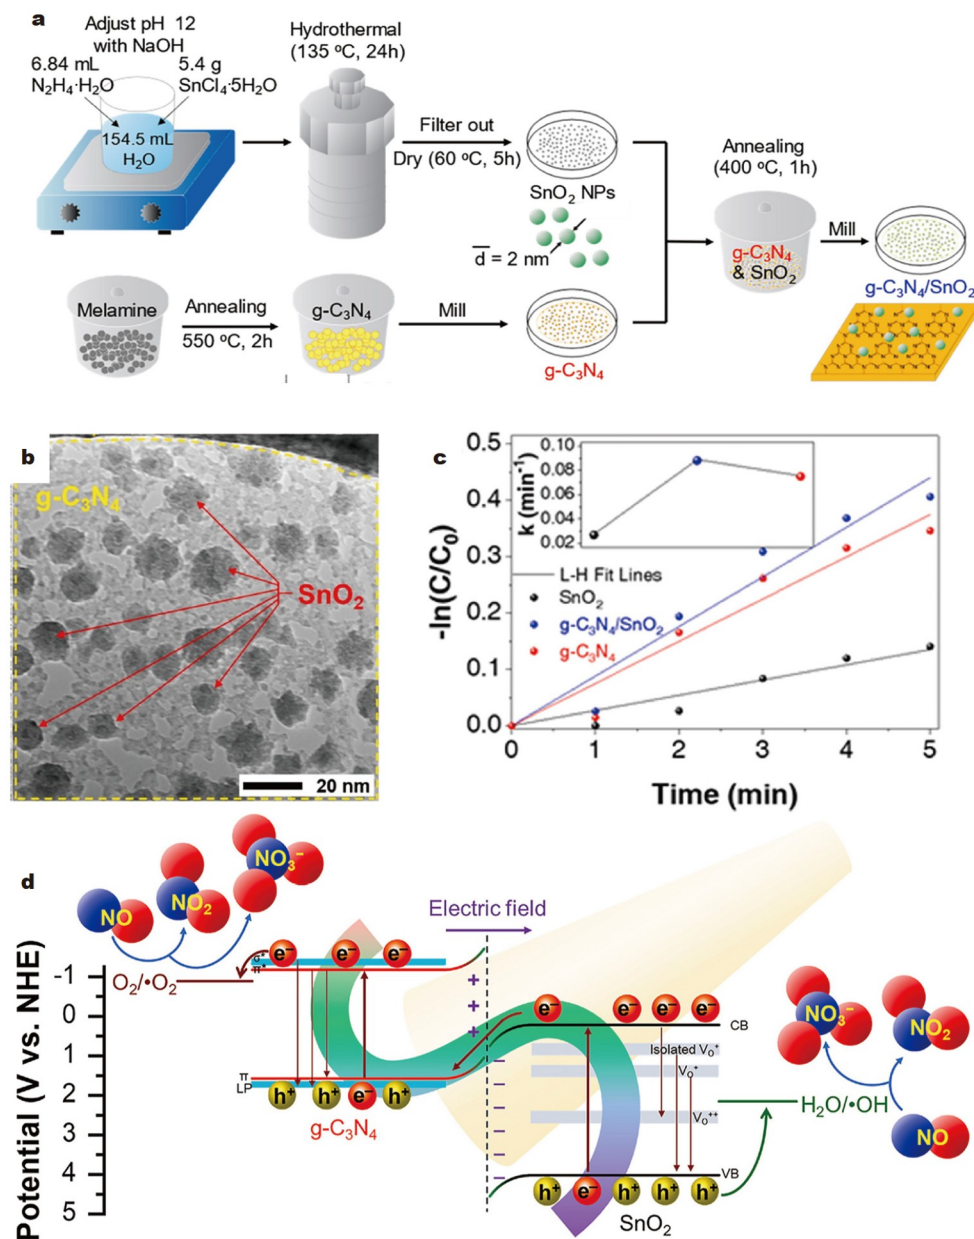 a
Adjust pH 12
with NaOH
6.84 mL
N₂H₄·H₂O
5.4 g
SnCl₄·5H₂O
154.5 mL
H₂O
Hydrothermal
(135 ºC, 24h)
Filter out
Dry (60 ºC, 5h)
SnO₂ NPs
d = 2 nm
Annealing
(400 ºC, 1h)
g-C₃N₄
& SnO₂
Mill
g-C₃N₄/SnO₂
Melamine
Annealing
550 ºC, 2h
g-C₃N₄
Mill
g-C₃N₄
b
g-C₃N₄
SnO₂
20 nm
c
-ln(C/C₀)
0.5
0.4
0.3
0.2
0.1
0.0
k (min⁻¹)
0.10
0.08
0.06
0.04
0.02
L-H Fit Lines
SnO₂
g-C₃N₄/SnO₂
g-C₃N₄
0 1 2 3 4 5
Time (min)
d
NO
NO₂
NO₃⁻
Electric field
Potential (V vs. NHE)
-1
0
1
2
3
4
5
O₂/•O₂
σ*
π*
e⁻ e⁻ e⁻
+
+
+
π
LP
h⁺ h⁺ e⁻ h⁺
g-C₃N₄
e⁻ e⁻ e⁻ e⁻
CB
Isolated V₀⁺
V₀⁺
V₀⁺⁺
VB
h⁺ e⁻ h⁺ h⁺ h⁺
SnO₂
H₂O/•OH
NO₃⁻
NO₂
NO